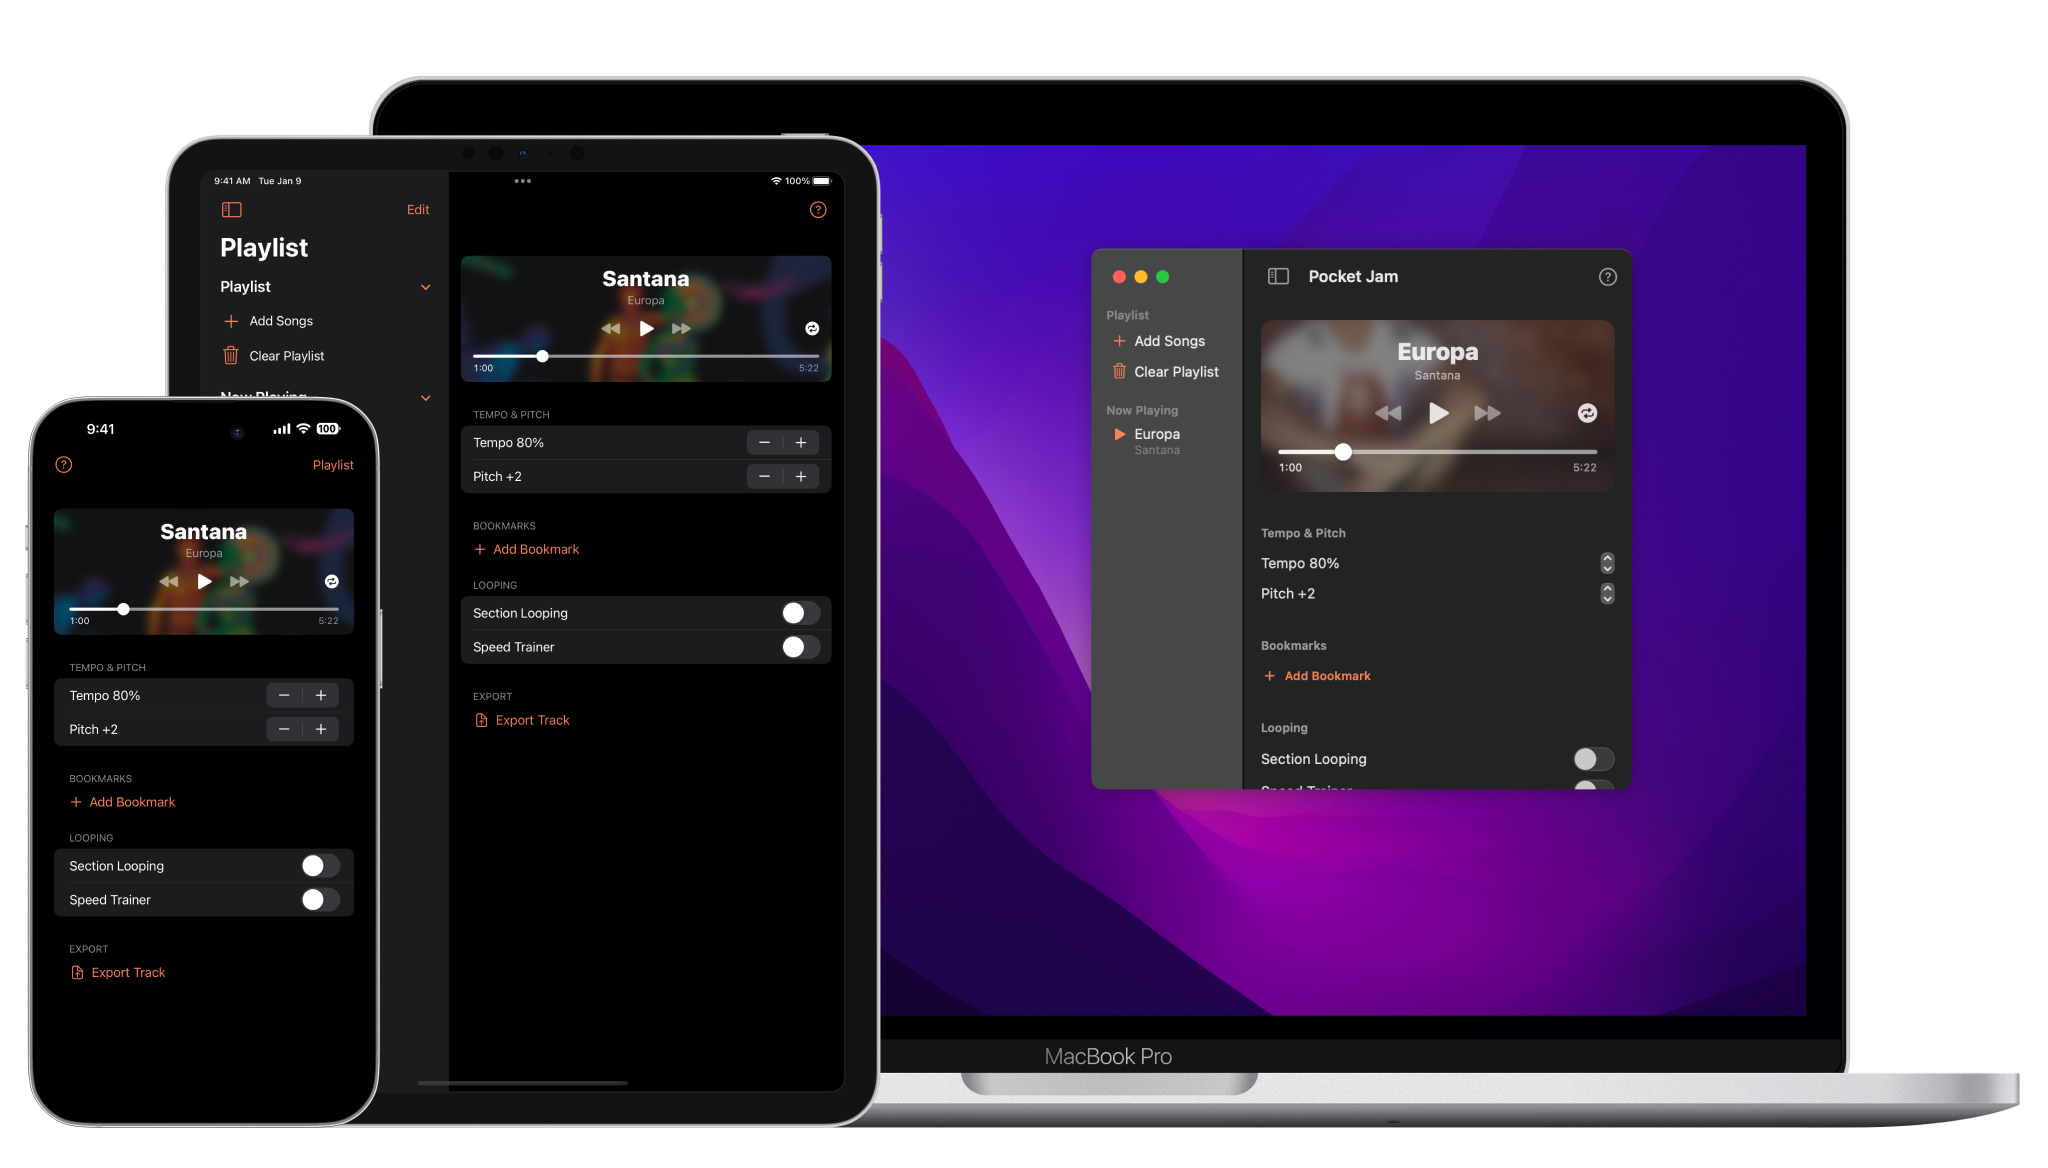 9:41 AM Tue Jan 9
100%
Edit
Playlist
Playlist
Add Songs
Clear Playlist
Now Playing
Santana
Europa
1:00 5:22
TEMPO & PITCH
Tempo 80%
Pitch +2
BOOKMARKS
Add Bookmark
LOOPING
Section Looping
Speed Trainer
EXPORT
Export Track
9:41
100
Playlist
Santana
Europa
1:00 5:22
TEMPO & PITCH
Tempo 80%
Pitch +2
BOOKMARKS
Add Bookmark
LOOPING
Section Looping
Speed Trainer
EXPORT
Export Track
Pocket Jam
Playlist
Add Songs
Clear Playlist
Now Playing
Europa
Santana
Europa
Santana
1:00 5:22
Tempo & Pitch
Tempo 80%
Pitch +2
Bookmarks
Add Bookmark
Looping
Section Looping
Speed Trainer
MacBook Pro